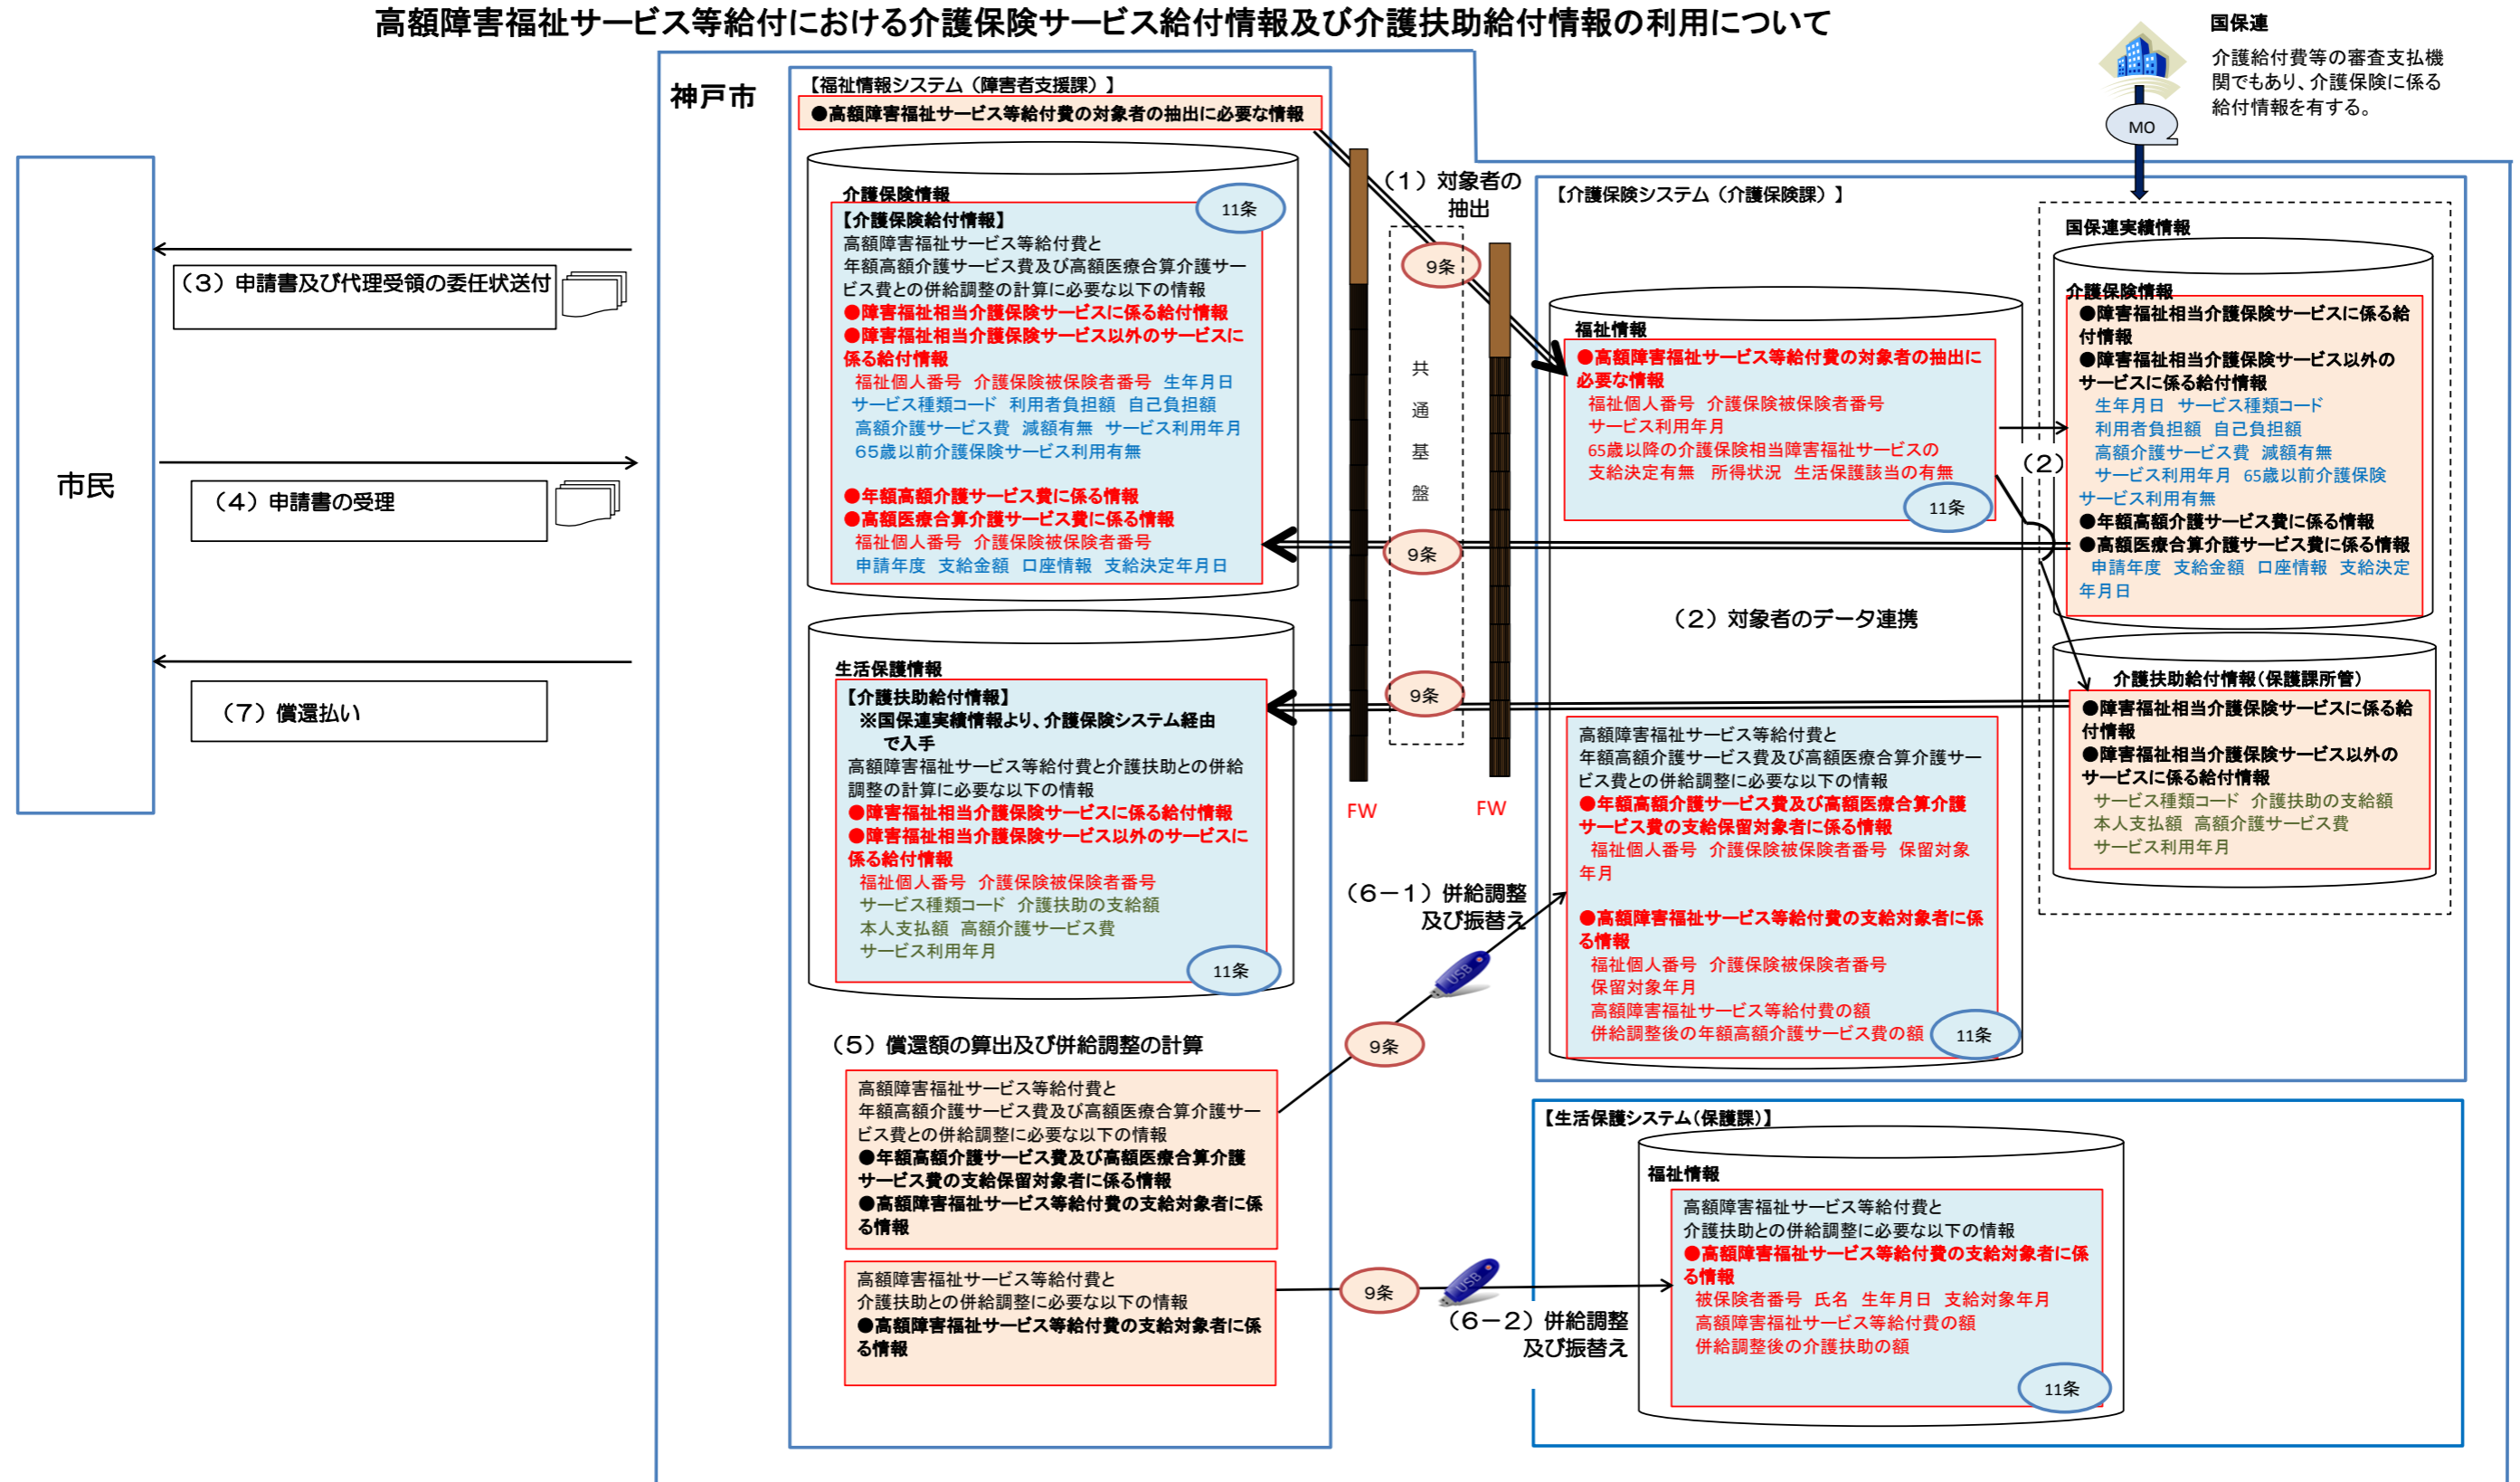 高額障害福祉サービス等給付における介護保険サービス給付情報及び介護扶助給付情報の利用について
国保連
介護給付費等の審査支払機
関でもあり、介護保険に係る
給付情報を有する。
MO
神戸市
市民
(3)申請書及び代理受領の委任状送付
(4)申請書の受理
(7)償還払い
【福祉情報システム(障害者支援課)】
●高額障害福祉サービス等給付費の対象者の抽出に必要な情報
介護保険情報
11条
【介護保険給付情報】
高額障害福祉サービス等給付費と
年額高額介護サービス費及び高額医療合算介護サー
ビス費との併給調整の計算に必要な以下の情報
●障害福祉相当介護保険サービスに係る給付情報
●障害福祉相当介護保険サービス以外のサービスに
係る給付情報
福祉個人番号 介護保険被保険者番号 生年月日
サービス種類コード 利用者負担額 自己負担額
高額介護サービス費 減額有無 サービス利用年月
65歳以前介護保険サービス利用有無
●年額高額介護サービス費に係る情報
●高額医療合算介護サービス費に係る情報
福祉個人番号 介護保険被保険者番号
申請年度 支給金額 口座情報 支給決定年月日
生活保護情報
【介護扶助給付情報】
※国保連実績情報より、介護保険システム経由
で入手
高額障害福祉サービス等給付費と介護扶助との併給
調整の計算に必要な以下の情報
●障害福祉相当介護保険サービスに係る給付情報
●障害福祉相当介護保険サービス以外のサービスに
係る給付情報
福祉個人番号 介護保険被保険者番号
サービス種類コード 介護扶助の支給額
本人支払額 高額介護サービス費
サービス利用年月
11条
(5)償還額の算出及び併給調整の計算
高額障害福祉サービス等給付費と
年額高額介護サービス費及び高額医療合算介護サー
ビス費との併給調整に必要な以下の情報
●年額高額介護サービス費及び高額医療合算介護
サービス費の支給保留対象者に係る情報
●高額障害福祉サービス等給付費の支給対象者に係
る情報
高額障害福祉サービス等給付費と
介護扶助との併給調整に必要な以下の情報
●高額障害福祉サービス等給付費の支給対象者に係
る情報
(1)対象者の
抽出
9条
共
通
基
盤
9条
9条
FW
FW
(6-1)併給調整
及び振替え
USB
9条
9条
USB
(6-2)併給調整
及び振替え
【介護保険システム(介護保険課)】
福祉情報
●高額障害福祉サービス等給付費の対象者の抽出に
必要な情報
福祉個人番号 介護保険被保険者番号
サービス利用年月
65歳以降の介護保険相当障害福祉サービスの
支給決定有無 所得状況 生活保護該当の有無
11条
(2)
(2)対象者のデータ連携
高額障害福祉サービス等給付費と
年額高額介護サービス費及び高額医療合算介護サー
ビス費との併給調整に必要な以下の情報
●年額高額介護サービス費及び高額医療合算介護
サービス費の支給保留対象者に係る情報
福祉個人番号 介護保険被保険者番号 保留対象
年月
●高額障害福祉サービス等給付費の支給対象者に係
る情報
福祉個人番号 介護保険被保険者番号
保留対象年月
高額障害福祉サービス等給付費の額
併給調整後の年額高額介護サービス費の額
11条
国保連実績情報
介護保険情報
●障害福祉相当介護保険サービスに係る給
付情報
●障害福祉相当介護保険サービス以外の
サービスに係る給付情報
生年月日 サービス種類コード
利用者負担額 自己負担額
高額介護サービス費 減額有無
サービス利用年月 65歳以前介護保険
サービス利用有無
●年額高額介護サービス費に係る情報
●高額医療合算介護サービス費に係る情報
申請年度 支給金額 口座情報 支給決定
年月日
介護扶助給付情報(保護課所管)
●障害福祉相当介護保険サービスに係る給
付情報
●障害福祉相当介護保険サービス以外の
サービスに係る給付情報
サービス種類コード 介護扶助の支給額
本人支払額 高額介護サービス費
サービス利用年月
【生活保護システム(保護課)】
福祉情報
高額障害福祉サービス等給付費と
介護扶助との併給調整に必要な以下の情報
●高額障害福祉サービス等給付費の支給対象者に係
る情報
被保険者番号 氏名 生年月日 支給対象年月
高額障害福祉サービス等給付費の額
併給調整後の介護扶助の額
11条